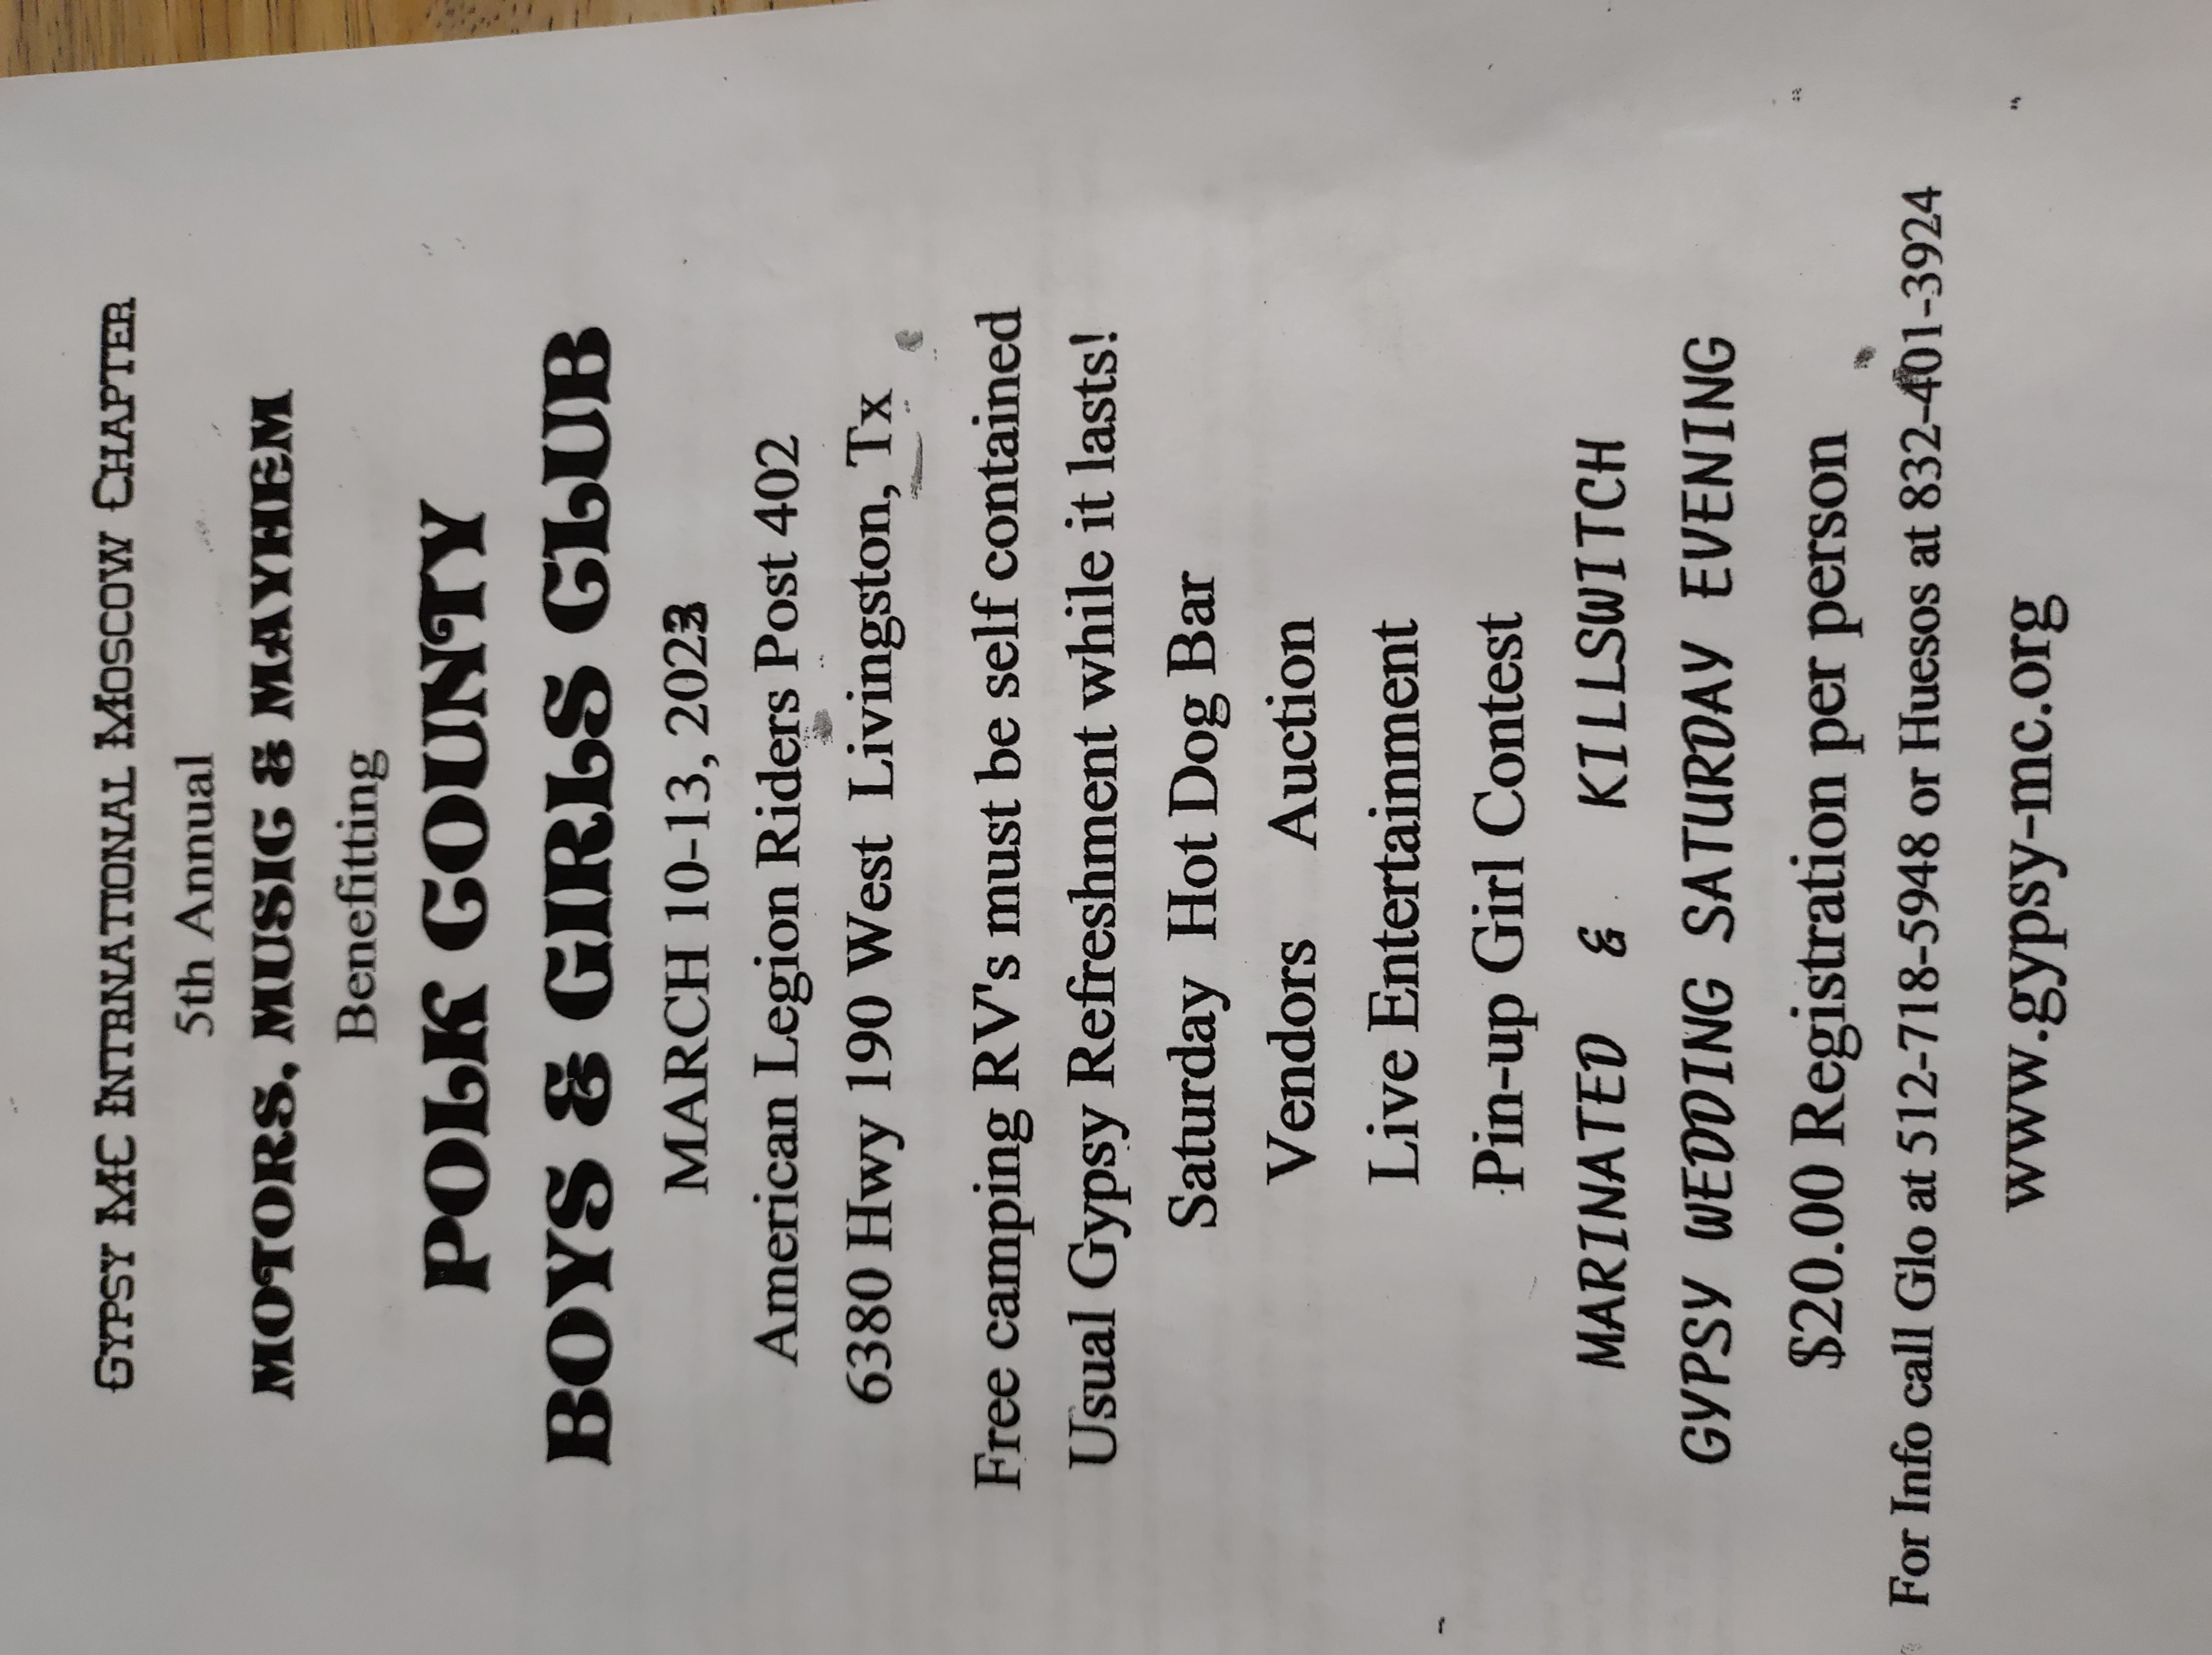 GYPSY MC INTERNATIONAL MOSCOW CHAPTER
5th Annual
MOTORS, MUSIC & MAYHEM
Benefitting
POLK COUNTY
BOYS & GIRLS CLUB
MARCH 10-13, 2023
American Legion Riders Post 402
6380 Hwy 190 West Livingston, Tx
Free camping RV's must be self contained
Usual Gypsy Refreshment while it lasts!
Saturday Hot Dog Bar
Vendors Auction
Live Entertainment
Pin-up Girl Contest
MARINATED & KILLSWITCH
GYPSY WEDDING SATURDAY EVENING
$20.00 Registration per person
For Info call Glo at 512-718-5948 or Huesos at 832-401-3924
www.gypsy-mc.org